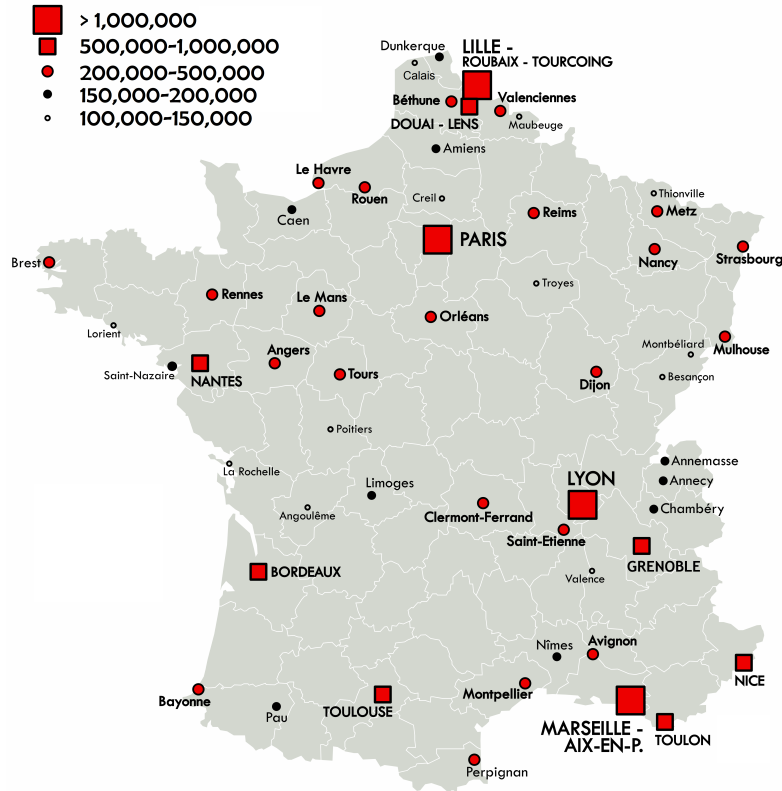 > 1,000,000
500,000-1,000,000
200,000-500,000
150,000-200,000
100,000-150,000
Dunkerque
LILLE -
ROUBAIX - TOURCOING
Calais
Béthune
Valenciennes
DOUAI - LENS
Maubeuge
Amiens
Le Havre
Rouen
Creil
Thionville
Metz
Reims
Caen
PARIS
Nancy
Strasbourg
Brest
Rennes
Le Mans
Troyes
Orléans
Lorient
Angers
Montbéliard
Mulhouse
Saint-Nazaire
NANTES
Tours
Dijon
Besançon
Poitiers
La Rochelle
Annemasse
Limoges
LYON
Annecy
Angoulême
Clermont-Ferrand
Chambéry
Saint-Etienne
GRENOBLE
BORDEAUX
Valence
Nîmes
Avignon
NICE
Bayonne
Montpellier
Pau
TOULOUSE
MARSEILLE -
AIX-EN-P.
TOULON
Perpignan